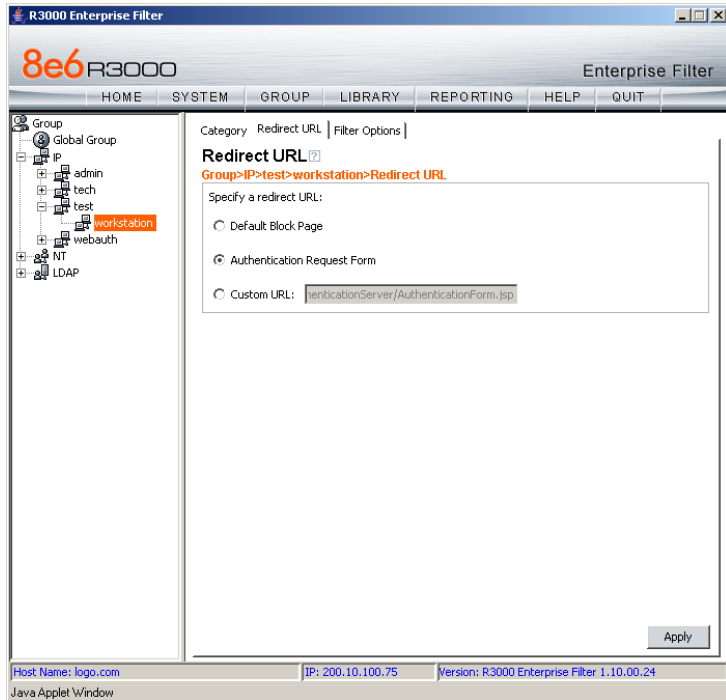 R3000 Enterprise Filter
8e6 R3000
Enterprise Filter
HOME SYSTEM GROUP LIBRARY REPORTING HELP QUIT
Group
Global Group
IP
admin
tech
test
workstation
webauth
NT
LDAP
Category Redirect URL Filter Options
Redirect URL ?
Group>IP>test>workstation>Redirect URL
Specify a redirect URL:
Default Block Page
Authentication Request Form
Custom URL: henticationServer/AuthenticationForm.jsp
Apply
Host Name: logo.com IP: 200.10.100.75 Version: R3000 Enterprise Filter 1.10.00.24
Java Applet Window